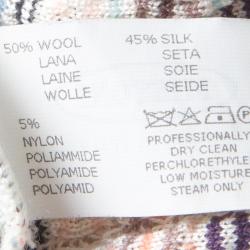 50% WOOL
LANA
LAINE
WOLLE
45% SILK
SETA
SOIE
SEIDE
5%
NYLON
POLIAMMIDE
POLYAMIDE
POLYAMID
P
PROFESSIONALLY
DRY CLEAN
PERCHLORETHYLE
LOW MOISTURE
STEAM ONLY